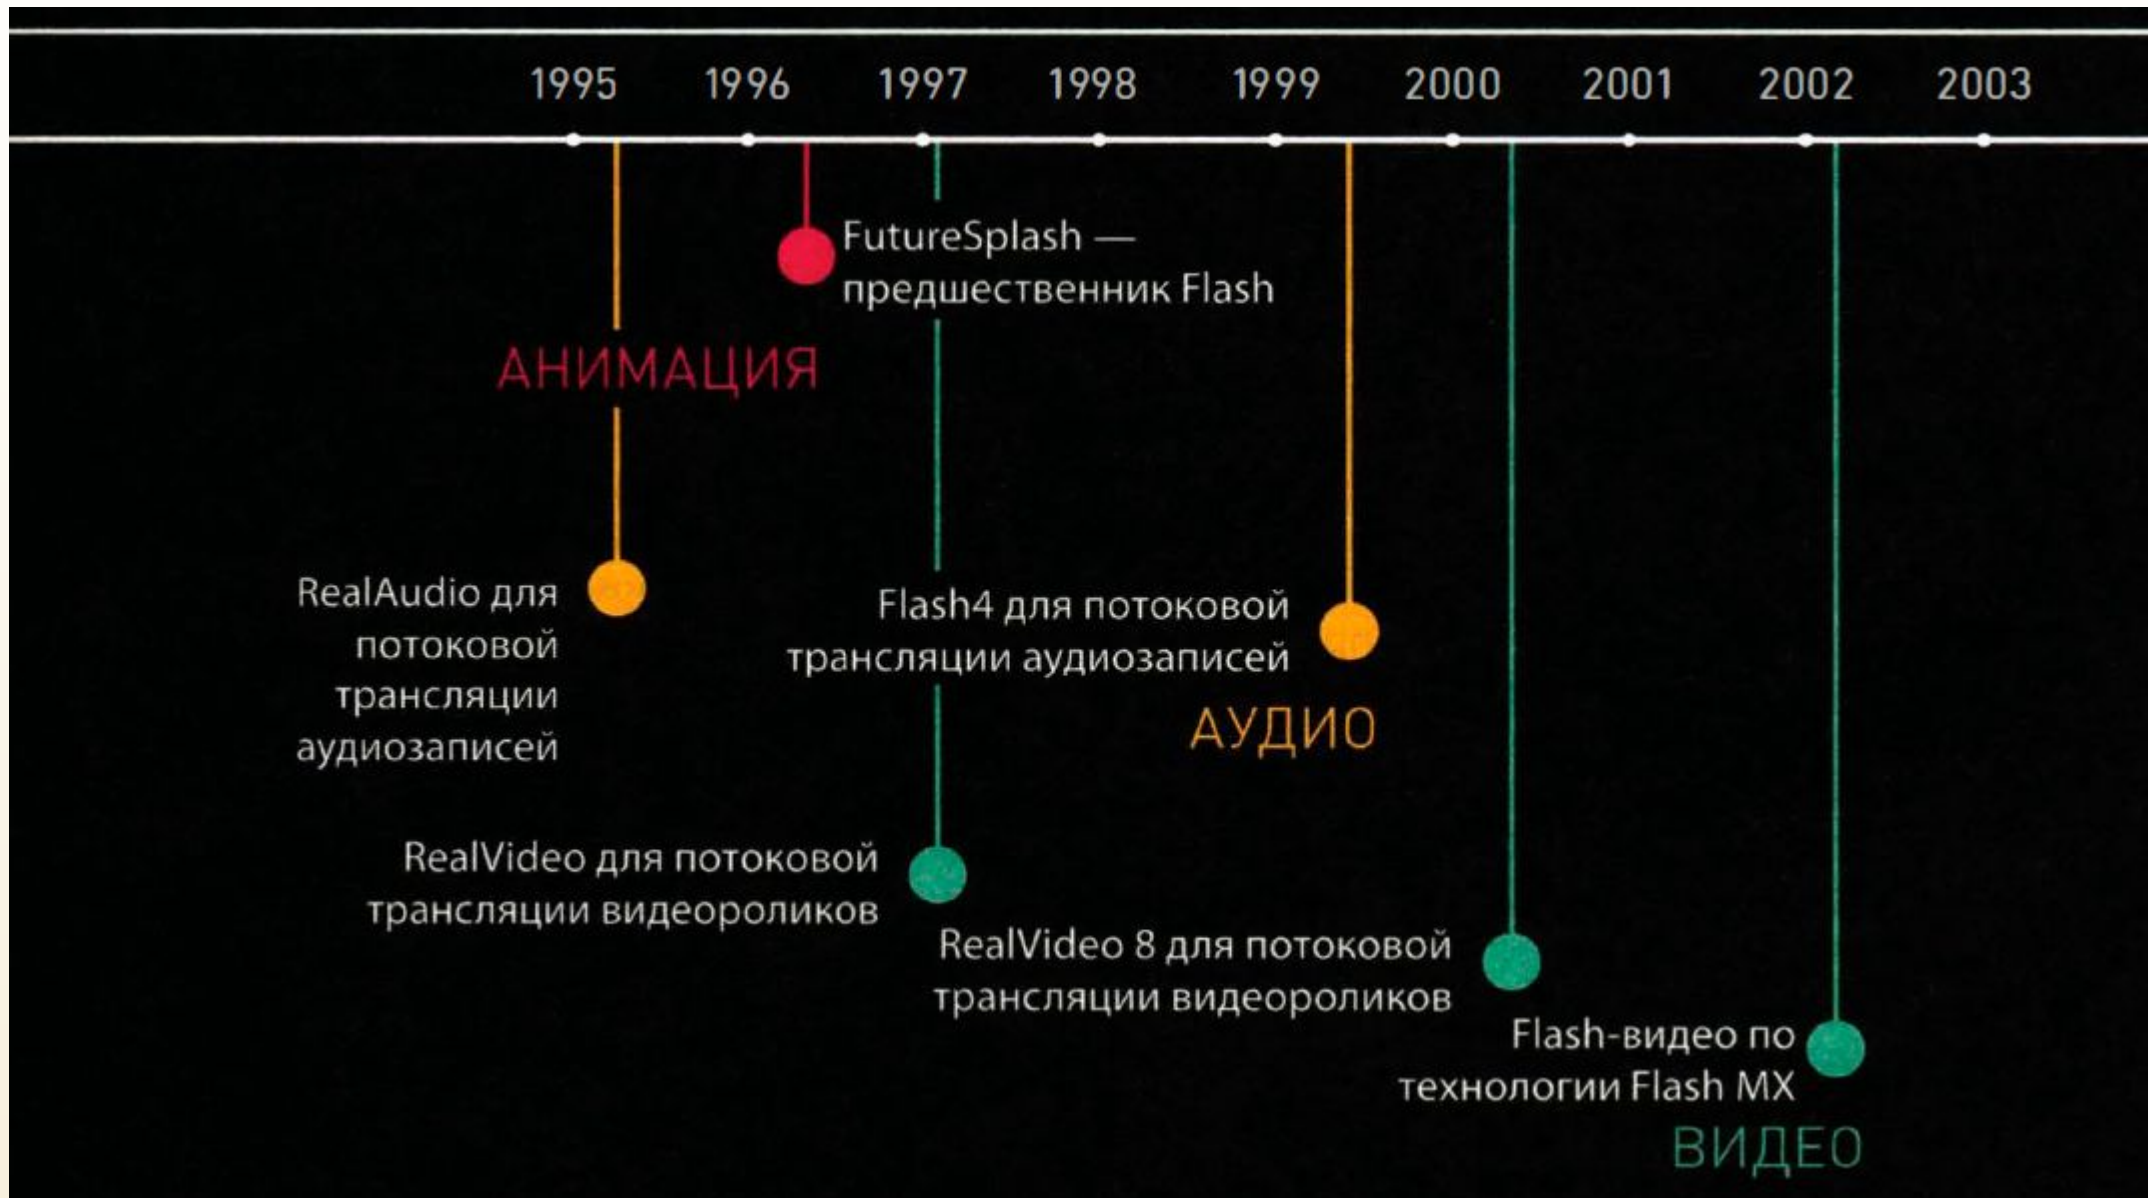 1995 1996 1997 1998 1999 2000 2001 2002 2003
FutureSplash —
предшественник Flash
АНИМАЦИЯ
RealAudio для
потоковой
трансляции
аудиозаписей
Flash4 для потоковой
трансляции аудиозаписей
АУДИО
RealVideo для потоковой
трансляции видеороликов
RealVideo 8 для потоковой
трансляции видеороликов
Flash-видео по
технологии Flash MX
ВИДЕО